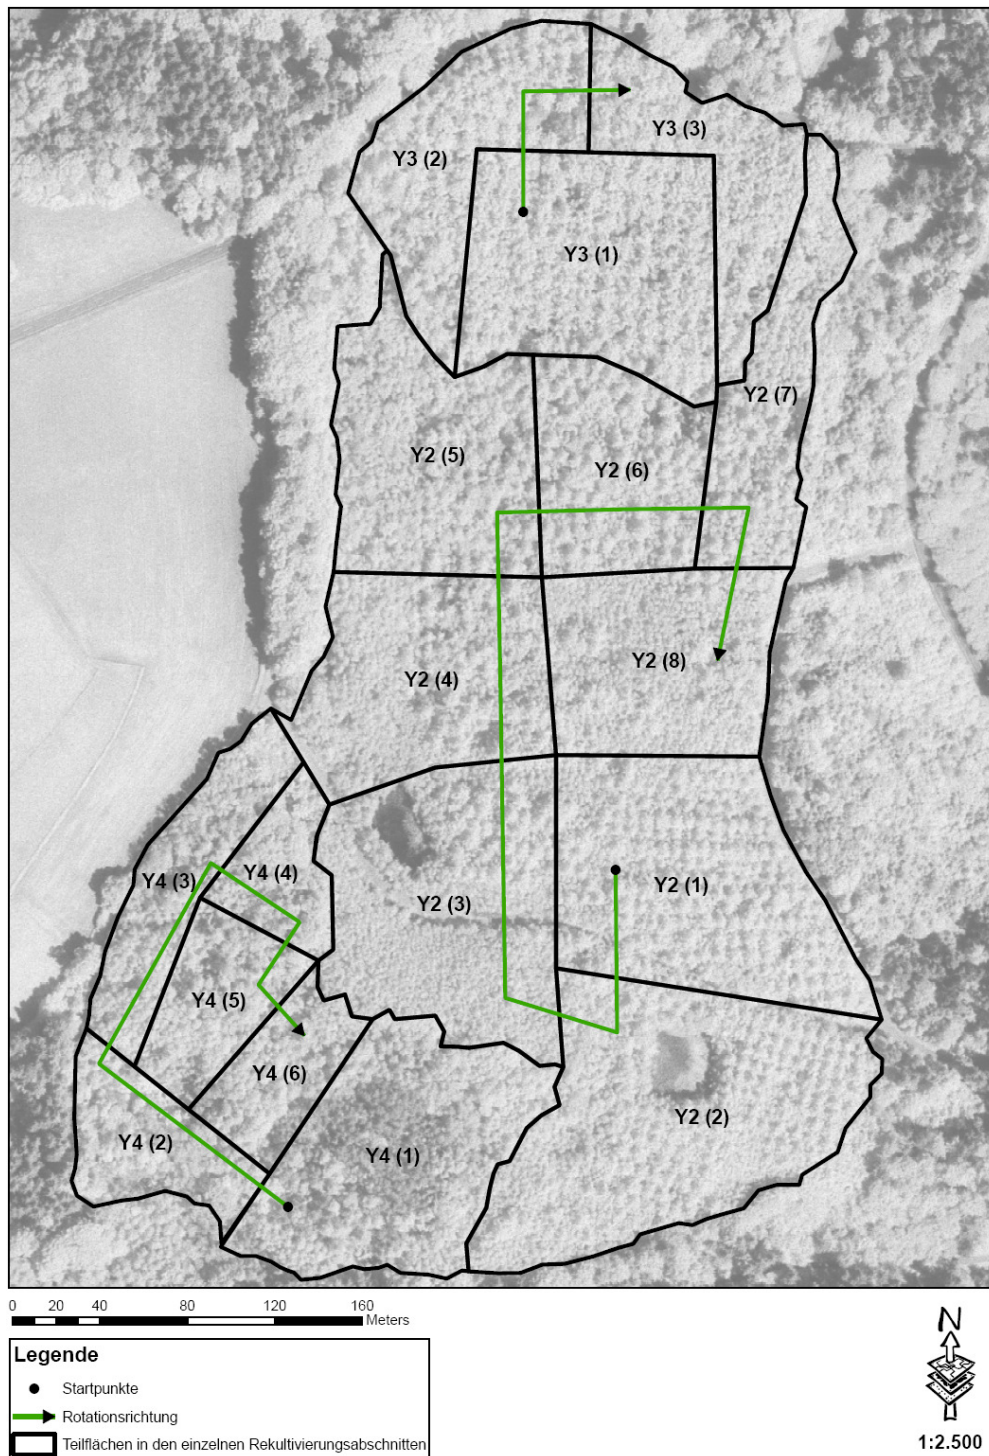 Y3 (3)
Y3 (2)
Y3 (1)
Y2 (7)
Y2 (5)
Y2 (6)
Y2 (4)
Y2 (8)
Y4 (3)
Y4 (4)
Y2 (3)
Y2 (1)
Y4 (5)
Y4 (6)
Y2 (2)
Y4 (2)
Y4 (1)
0 20 40 80 120 160
Meters
N
Legende
Startpunkte
Rotationsrichtung
Teilflächen in den einzelnen Rekultivierungsabschnitten
1:2.500